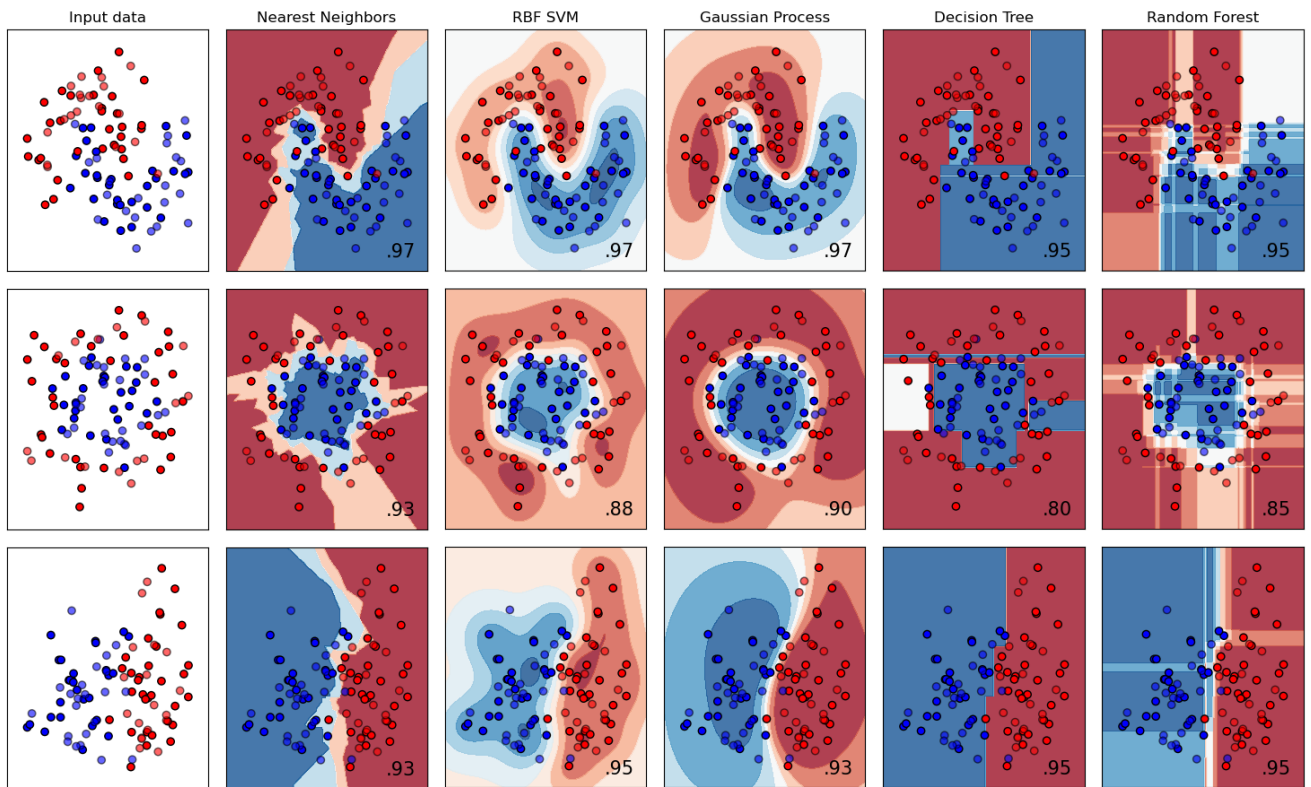 Input data
Nearest Neighbors
RBF SVM
Gaussian Process
Decision Tree
Random Forest
.97
.97
.97
.95
.95
.93
.88
.90
.80
.85
.93
.95
.93
.95
.95